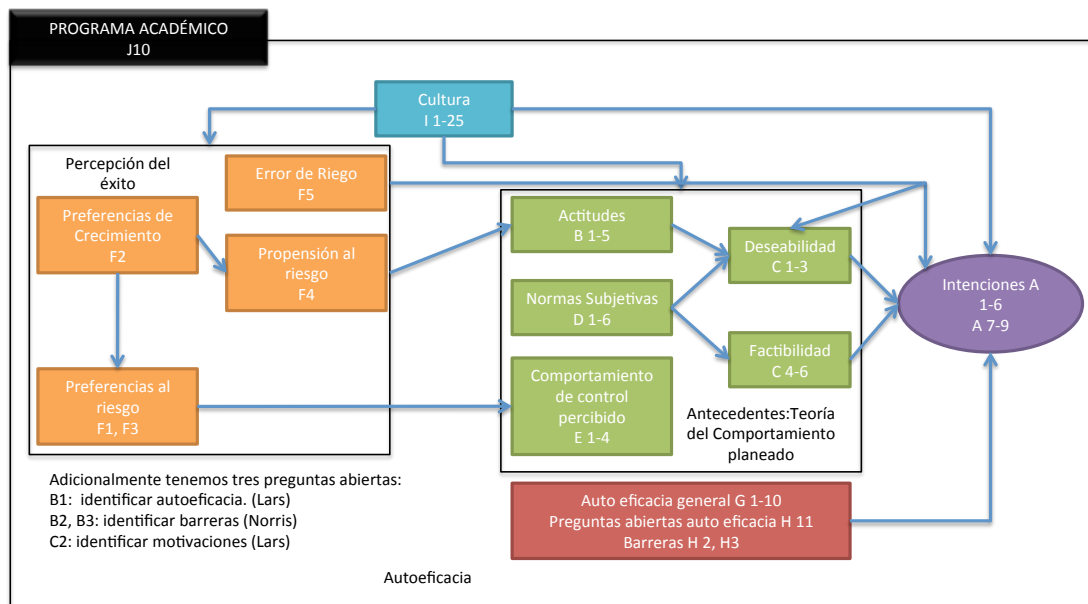 PROGRAMA ACADÉMICO
J10
Cultura
I 1-25
Percepción del
éxito
Error de Riego
F5
Preferencias de
Crecimiento
F2
Propensión al
riesgo
F4
Preferencias al
riesgo
F1, F3
Actitudes
B 1-5
Normas Subjetivas
D 1-6
Comportamiento
de control
percibido
E 1-4
Deseabilidad
C 1-3
Factibilidad
C 4-6
Antecedentes:Teoría
del Comportamiento
planeado
Intenciones A
1-6
A 7-9
Adicionalmente tenemos tres preguntas abiertas:
B1: identificar autoeficacia. (Lars)
B2, B3: identificar barreras (Norris)
C2: identificar motivaciones (Lars)
Auto eficacia general G 1-10
Preguntas abiertas auto eficacia H 11
Barreras H 2, H3
Autoeficacia